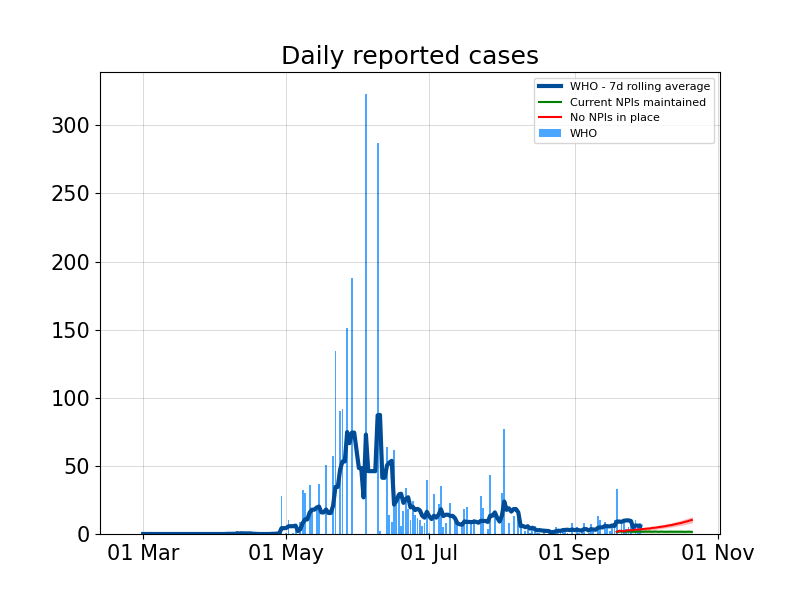 Daily reported cases
WHO - 7d rolling average
Current NPIs maintained
No NPIs in place
WHO
300
250
200
150
100
50
0
01 Mar
01 May
01 Jul
01 Sep
01 Nov